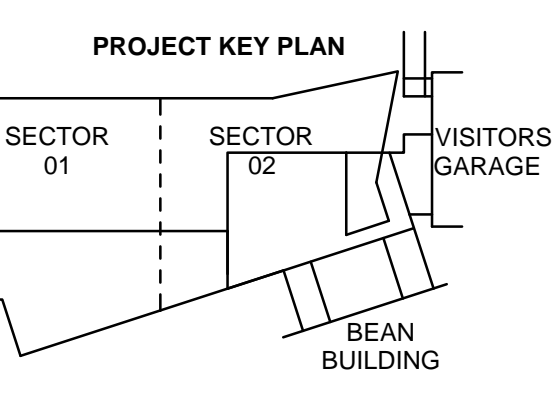 PROJECT KEY PLAN
SECTOR
01
SECTOR
02
VISITORS
GARAGE
BEAN
BUILDING